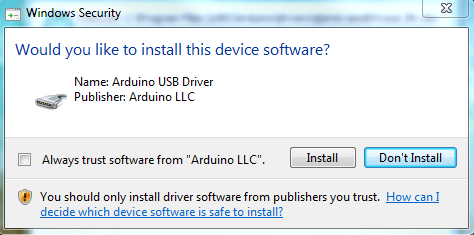 Windows Security
Would you like to install this device software?
Name: Arduino USB Driver
Publisher: Arduino LLC
Always trust software from "Arduino LLC".
Install
Don't Install
You should only install driver software from publishers you trust. How can I
decide which device software is safe to install?